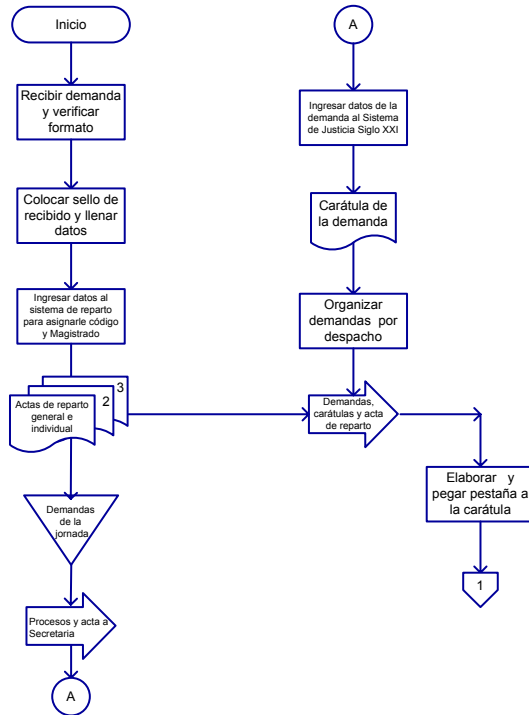 Inicio
Recibir demanda
y verificar
formato
Colocar sello de
recibido y llenar
datos
Ingresar datos al
sistema de reparto
para asignarle código
y Magistrado
3
2
Actas de reparto
general e
individual
Demandas
de la
jornada
Procesos y acta a
Secretaria
A
A
Ingresar datos de la
demanda al Sistema
de Justicia Siglo XXI
Carátula de
la demanda
Organizar
demandas por
despacho
Demandas,
carátulas y acta
de reparto
Elaborar y
pegar pestaña a
la carátula
1